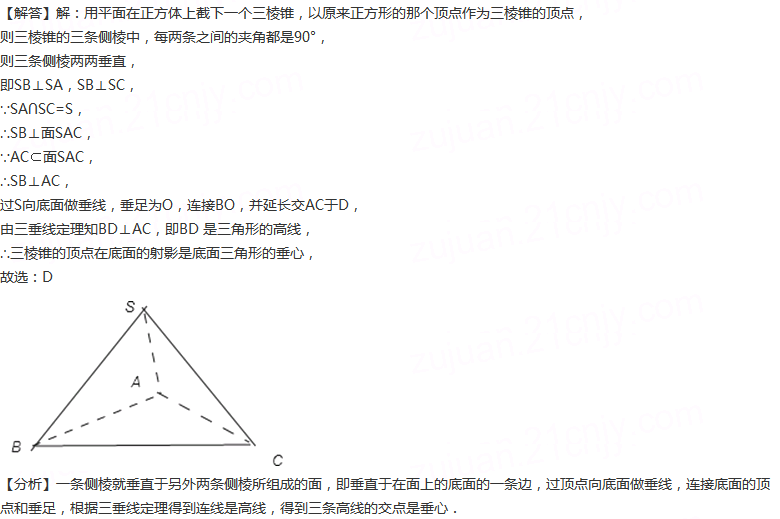 【解答】解：用平面在正方体上截下一个三棱锥，以原来正方形的那个顶点作为三棱锥的顶点，
则三棱锥的三条侧棱中，每两条之间的夹角都是90°，
则三条侧棱两两垂直，
即SB⊥SA，SB⊥SC，
∵SA∩SC=S，
∴SB⊥面SAC，
∵AC⊂面SAC，
∴SB⊥AC，
过S向底面做垂线，垂足为O，连接BO，并延长交AC于D，
由三垂线定理知BD⊥AC，即BD 是三角形的高线，
∴三棱锥的顶点在底面的射影是底面三角形的垂心，
故选：D
S
A
B
C
【分析】一条侧棱就垂直于另外两条侧棱所组成的面，即垂直于在面上的底面的一条边，过顶点向底面做垂线，连接底面的顶
点和垂足，根据三垂线定理得到连线是高线，得到三条高线的交点是垂心．
zujuan.21cnjy.com
zujuan.21cnjy.com
zujuan.21cnjy.com